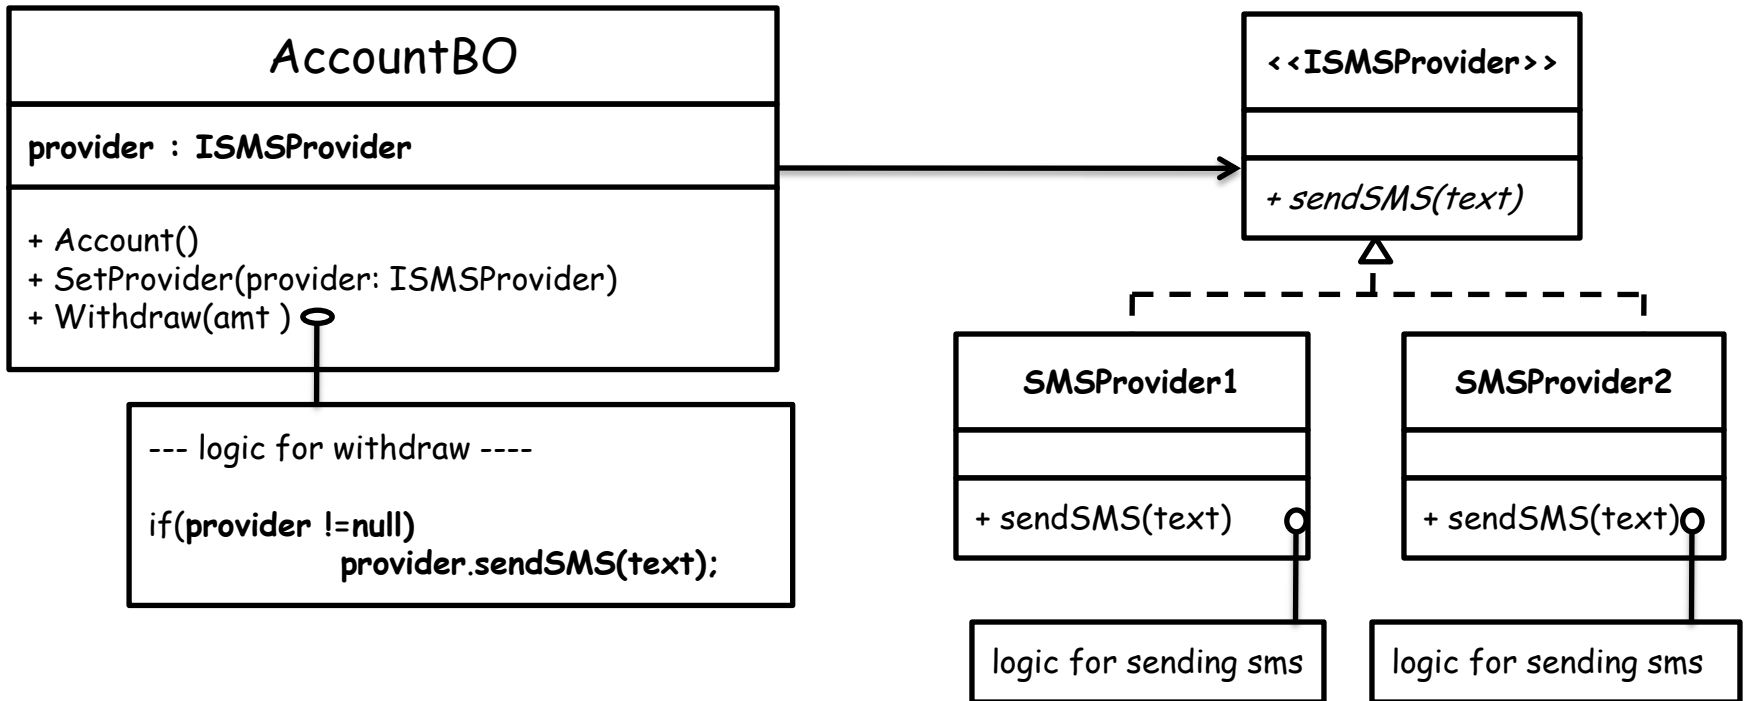 AccountBO
provider : ISMSProvider
+ Account()
+ SetProvider(provider: ISMSProvider)
+ Withdraw(amt )
--- logic for withdraw ----
if(provider !=null)
provider.sendSMS(text);
<<ISMSProvider>>
+ sendSMS(text)
SMSProvider1
+ sendSMS(text)
logic for sending sms
SMSProvider2
+ sendSMS(text)
logic for sending sms